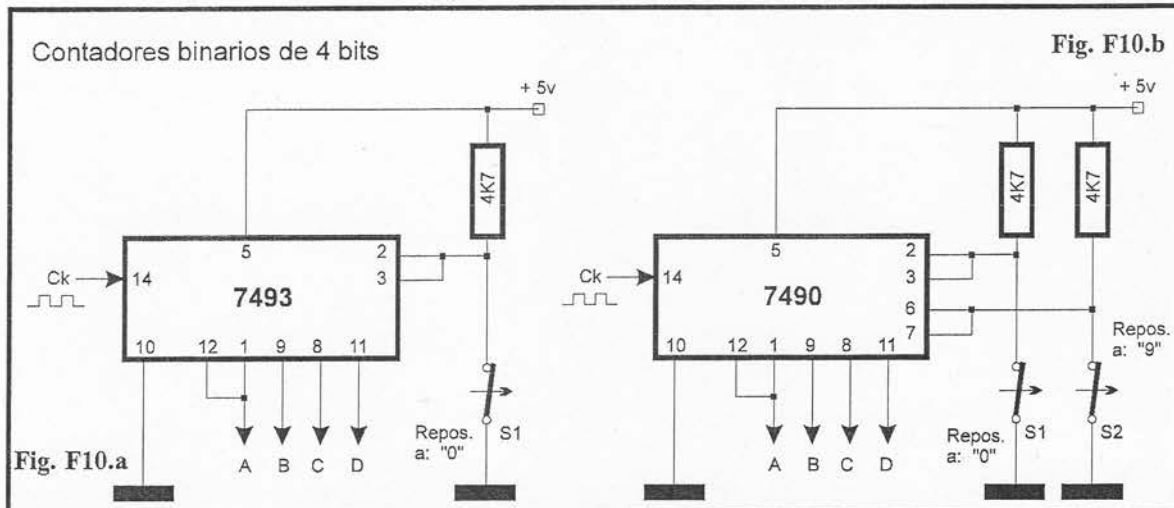 Contadores binarios de 4 bits
Fig. F10.b
+ 5v
+ 5v
4K7
4K7
4K7
5
2
3
Ck
14
7493
10
12
1
9
8
11
A
B
C
D
S1
Repos.
a: "0"
Fig. F10.a
5
2
3
6
7
Ck
14
7490
10
12
1
9
8
11
A
B
C
D
Repos.
a: "9"
S1
S2
Repos.
a: "0"